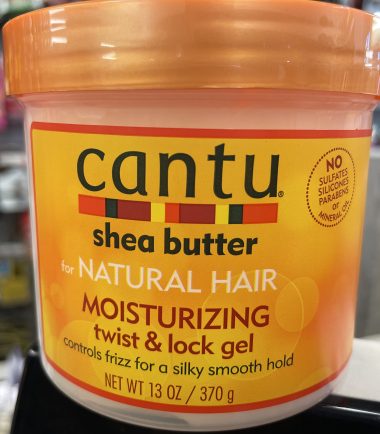 cantu®
shea butter
for NATURAL HAIR
MOISTURIZING
twist & lock gel
controls frizz for a silky smooth hold
NET WT 13 OZ / 370 g
NO
SULFATES
SILICONES
PARABENS
or
MINERAL OIL